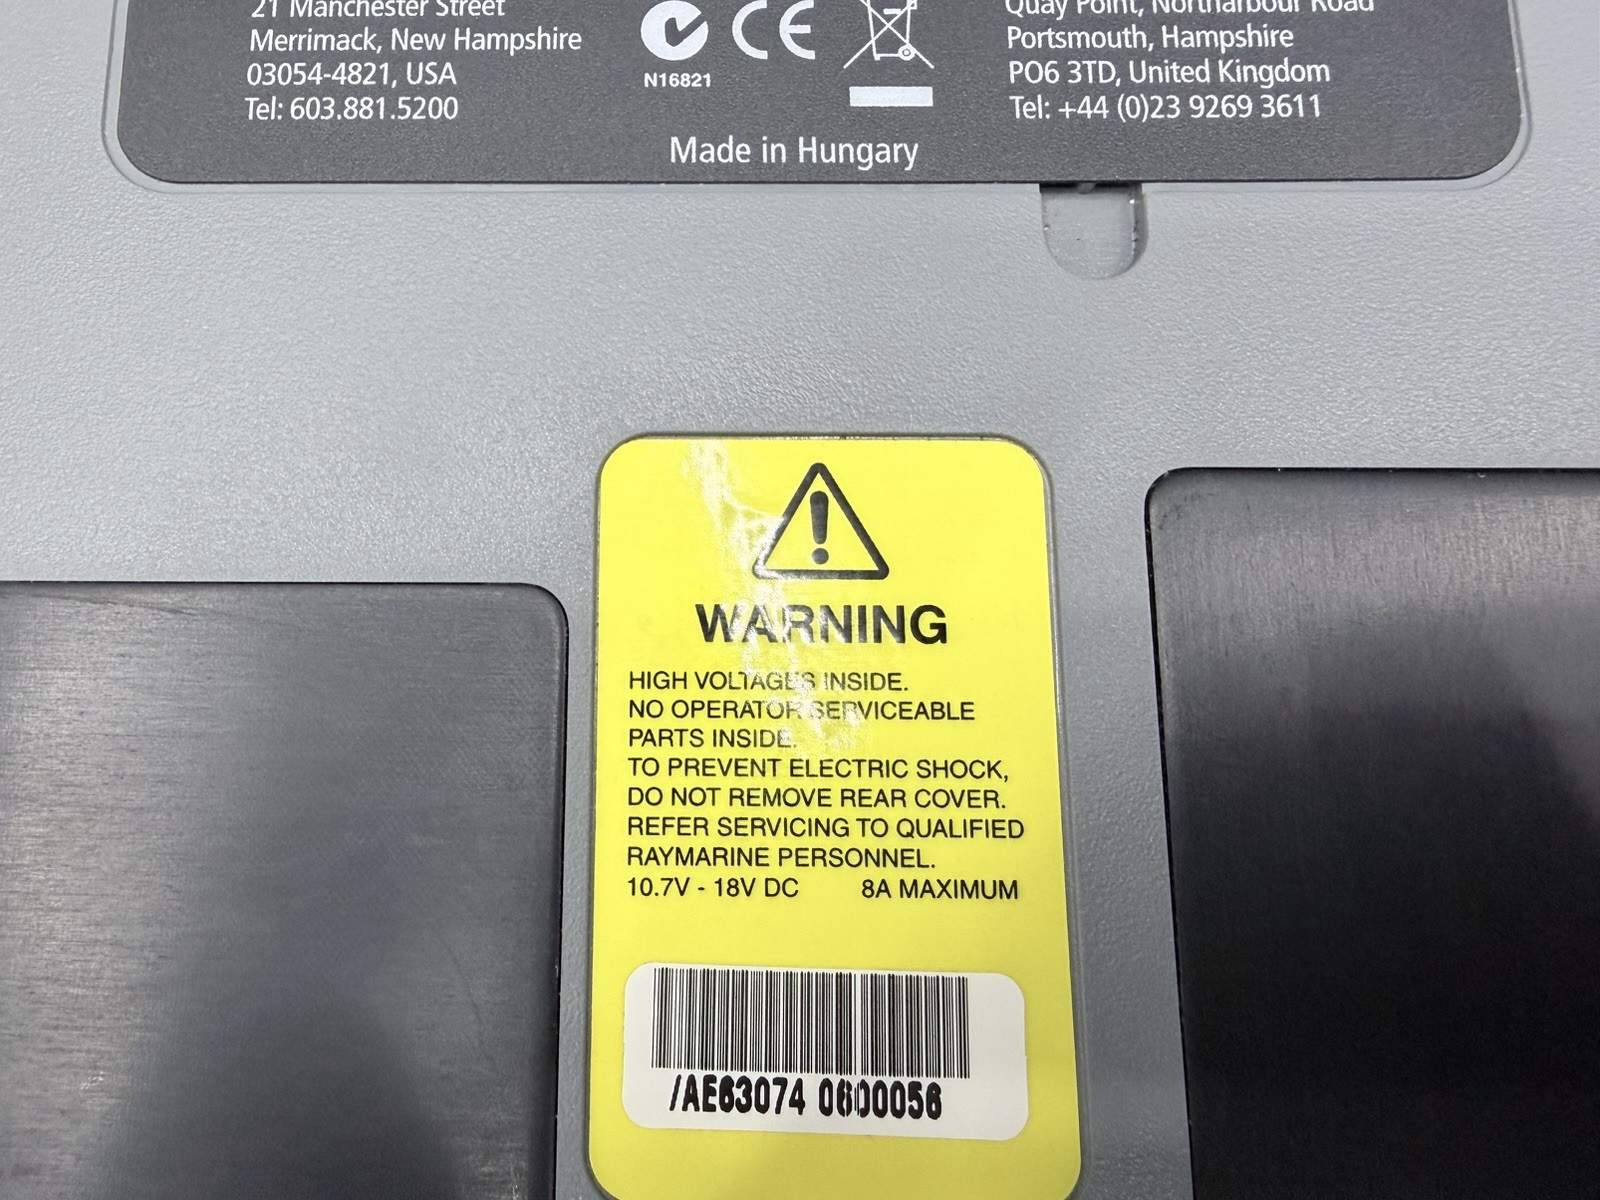 21 Manchester Street
Merrimack, New Hampshire
03054-4821, USA
Tel: 603.881.5200
N16821
CE
Quay Point, Northarbour Road
Portsmouth, Hampshire
PO6 3TD, United Kingdom
Tel: +44 (0)23 9269 3611
Made in Hungary
WARNING
HIGH VOLTAGES INSIDE.
NO OPERATOR SERVICEABLE
PARTS INSIDE.
TO PREVENT ELECTRIC SHOCK,
DO NOT REMOVE REAR COVER.
REFER SERVICING TO QUALIFIED
RAYMARINE PERSONNEL.
10.7V - 18V DC 8A MAXIMUM
/AE63074 0600056